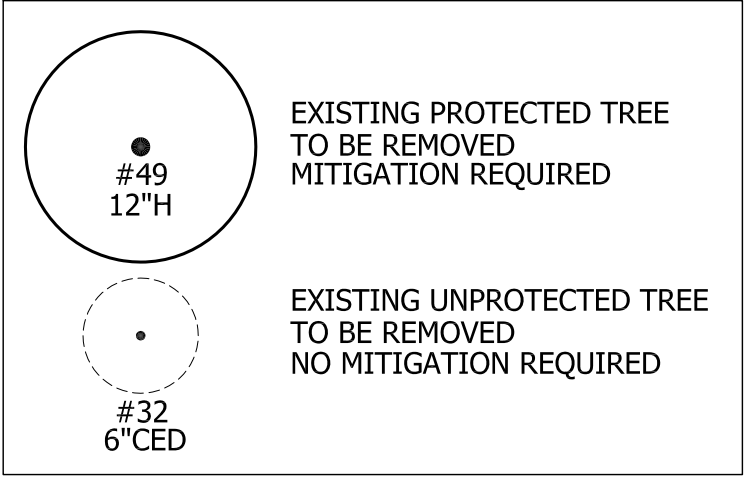 EXISTING PROTECTED TREE
TO BE REMOVED
MITIGATION REQUIRED
#49
12"H
EXISTING UNPROTECTED TREE
TO BE REMOVED
NO MITIGATION REQUIRED
#32
6"CED